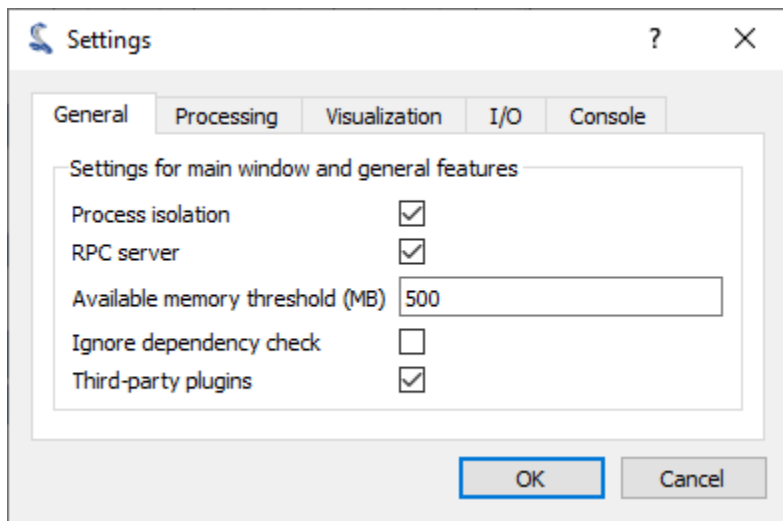 Settings
?
General Processing Visualization I/O Console
Settings for main window and general features
Process isolation
RPC server
Available memory threshold (MB) 500
Ignore dependency check
Third-party plugins
OK Cancel